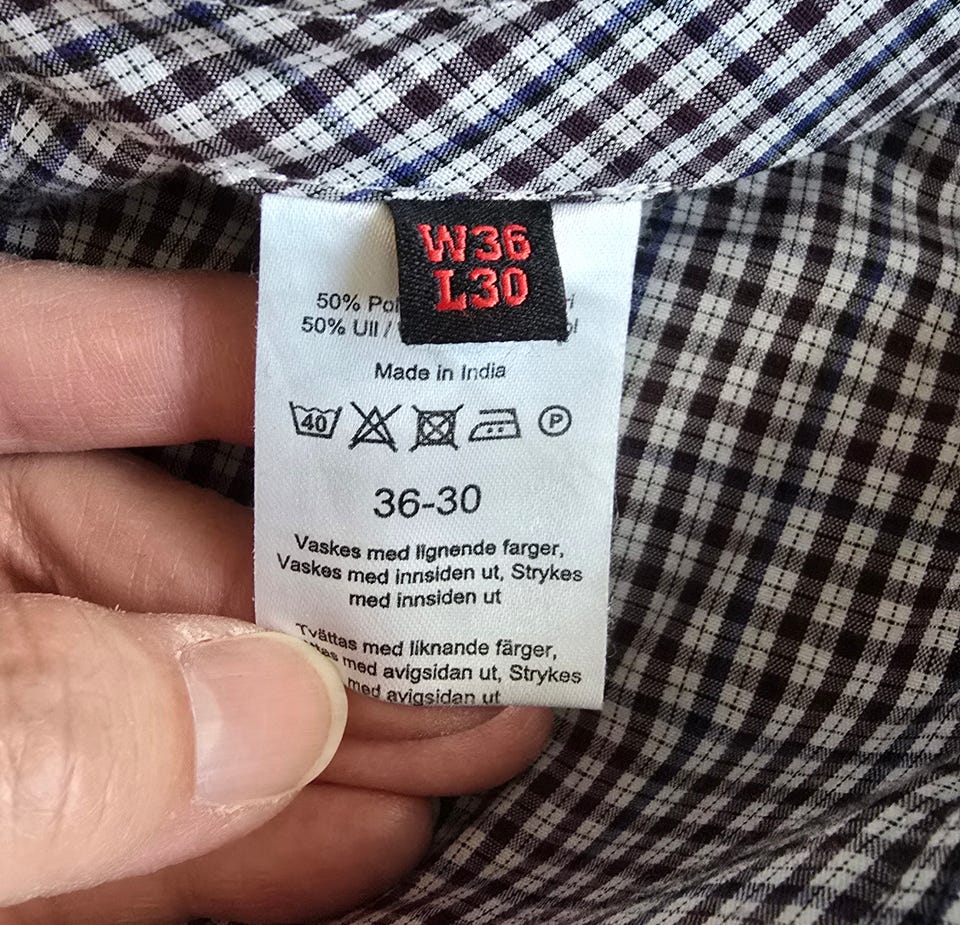 W36
L30
50%
50% Ull /
Made in India
40 P
36-30
Vaskes med lignende farger,
Vaskes med innsiden ut, Strykes
med innsiden ut
Tvättas med liknande färger,
med avigsidan ut, Strykes
med avigsidan ut